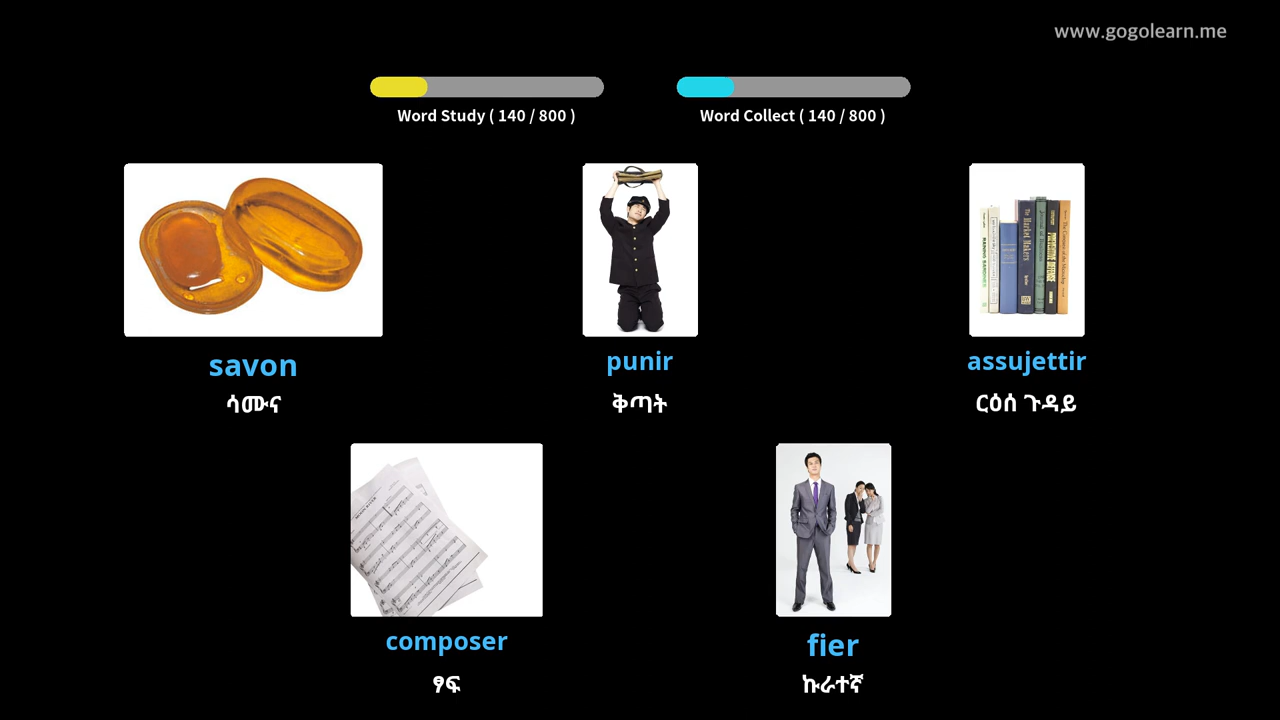 www.gogolearn.me
Word Study ( 140 / 800 )
Word Collect ( 140 / 800 )
savon
ሳሙና
punir
ቅጣት
assujettir
ርዕሰ ጉዳይ
composer
ፃፍ
fier
ኩራተኛ